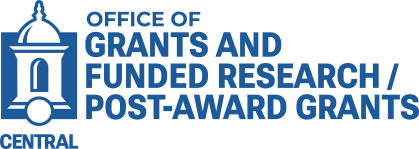 OFFICE OF
GRANTS AND
FUNDED RESEARCH /
POST-AWARD GRANTS
CENTRAL